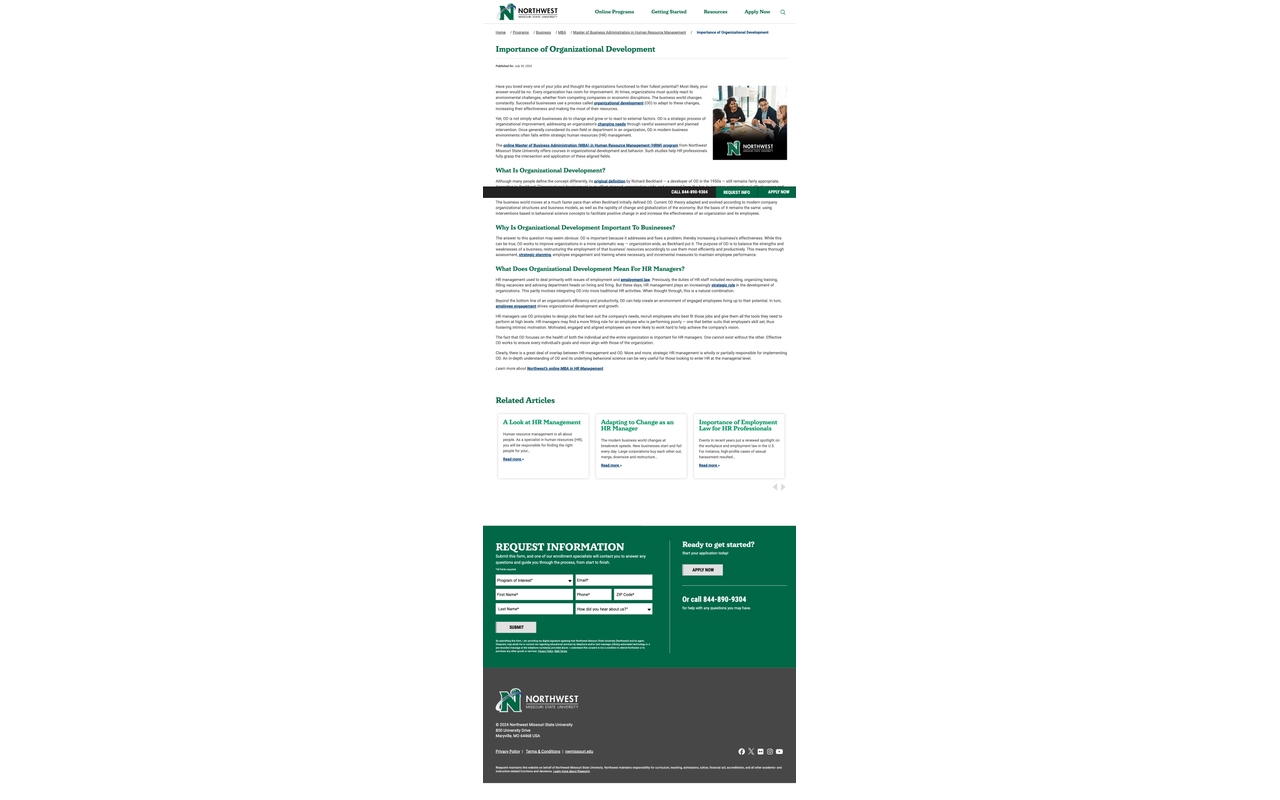 NORTHWEST
MISSOURI STATE UNIVERSITY
Online Programs
Getting Started
Resources
Apply Now
Home / Programs / Business / MBA / Master of Business Administration in Human Resource Management / Importance of Organizational Development
Importance of Organizational Development
Published On: July 30, 2024
Have you loved every one of your jobs and thought the organizations functioned to their fullest potential? Most likely, your
answer would be no. Every organization has room for improvement. At times, organizations must quickly react to
environmental challenges, whether from competing companies or economic disruptions. The business world changes
constantly. Successful businesses use a process called organizational development (OD) to adapt to these changes,
increasing their effectiveness and making the most of their resources.
Yet, OD is not simply what businesses do to change and grow or to react to external factors. OD is a strategic process of
organizational improvement, addressing an organization's changing needs through careful assessment and planned
intervention. Once generally considered its own field or department in an organization, OD in modern business
environments often falls within strategic human resources (HR) management.
The online Master of Business Administration (MBA) in Human Resource Management (HRM) program from Northwest
Missouri State University offers courses in organizational development and behavior. Such studies help HR professionals
fully grasp the intervention and application of these aligned fields.
NORTHWEST
What Is Organizational Development?
Although many people define the concept differently, its original definition by Richard Beckhard — a developer of OD in the 1950s — still remains fairly appropriate.
CALL 844-890-9304
REQUEST INFO
APPLY NOW
The business world moves at a much faster pace than when Beckhard initially defined OD. Current OD theory adapted and evolved according to modern company
organizational structures and business models, as well as the rapidity of change and globalization of the economy. But the basis of it remains the same: using
interventions based in behavioral science concepts to facilitate positive change in and increase the effectiveness of an organization and its employees.
Why Is Organizational Development Important To Businesses?
The answer to this question may seem obvious: OD is important because it addresses and fixes a problem, thereby increasing a business's effectiveness. While this
can be true, OD works to improve organizations in a more systematic way — organization-wide, as Beckhard put it. The purpose of OD is to balance the strengths and
weaknesses of a business, restructuring the employment of that business' resources accordingly to use them most efficiently and productively. This means thorough
assessment, strategic planning, employee engagement and training where necessary, and incremental measures to maintain employee performance.
What Does Organizational Development Mean For HR Managers?
HR management used to deal primarily with issues of employment and employment law. Previously, the duties of HR staff included recruiting, organizing training,
filling vacancies and advising department heads on hiring and firing. But these days, HR management plays an increasingly strategic role in the development of
organizations. This partly involves integrating OD into more traditional HR activities. When thought through, this is a natural combination.
Beyond the bottom line of an organization's efficiency and productivity, OD can help create an environment of engaged employees living up to their potential. In turn,
employee engagement drives organizational development and growth.
HR managers use OD principles to design jobs that best suit the company's needs, recruit employees who best fit those jobs and give them all the tools they need to
perform at high levels. HR managers may find a more fitting role for an employee who is performing poorly — one that better suits that employee's skill set, thus
fostering intrinsic motivation. Motivated, engaged and aligned employees are more likely to work hard to help achieve the company's vision.
The fact that OD focuses on the health of both the individual and the entire organization is important for HR managers. One cannot exist without the other. Effective
OD works to ensure every individual's goals and vision align with those of the organization.
Clearly, there is a great deal of overlap between HR management and OD. More and more, strategic HR management is wholly or partially responsible for implementing
OD. An in-depth understanding of OD and its underlying behavioral science can be very useful for those looking to enter HR at the managerial level.
Learn more about Northwest's online MBA in HR Management
Related Articles
A Look at HR Management
Human resource management is all about
people. As a specialist in human resources (HR),
you will be responsible for finding the right
people for your...
Read more
Adapting to Change as an
HR Manager
The modern business world changes at
breakneck speeds. New businesses start and fail
every day. Large corporations buy each other out,
merge, downsize and restructure...
Read more
Importance of Employment
Law for HR Professionals
Events in recent years put a renewed spotlight on
the workplace and employment law in the U.S.
For instance, high-profile cases of sexual
harassment resulted...
Read more
REQUEST INFORMATION
Submit this form, and one of our enrollment specialists will contact you to answer any
questions and guide you through the process, from start to finish.
*All fields required.
Program of Interest*
Email*
First Name*
Phone*
ZIP Code*
Last Name*
How did you hear about us?*
SUBMIT
Privacy Policy. SMS Terms.
Ready to get started?
Start your application today!
APPLY NOW
Or call 844-890-9304
for help with any questions you may have.
NORTHWEST
MISSOURI STATE UNIVERSITY
© 2024 Northwest Missouri State University
800 University Drive
Maryville, MO 64468 USA
Privacy Policy | Terms & Conditions | nwmissouri.edu
Risepoint maintains this website on behalf of Northwest Missouri State University. Northwest maintains responsibility for curriculum, teaching, admissions, tuition, financial aid, accreditation, and all other academic- and
instruction-related functions and decisions. Learn more about Risepoint.